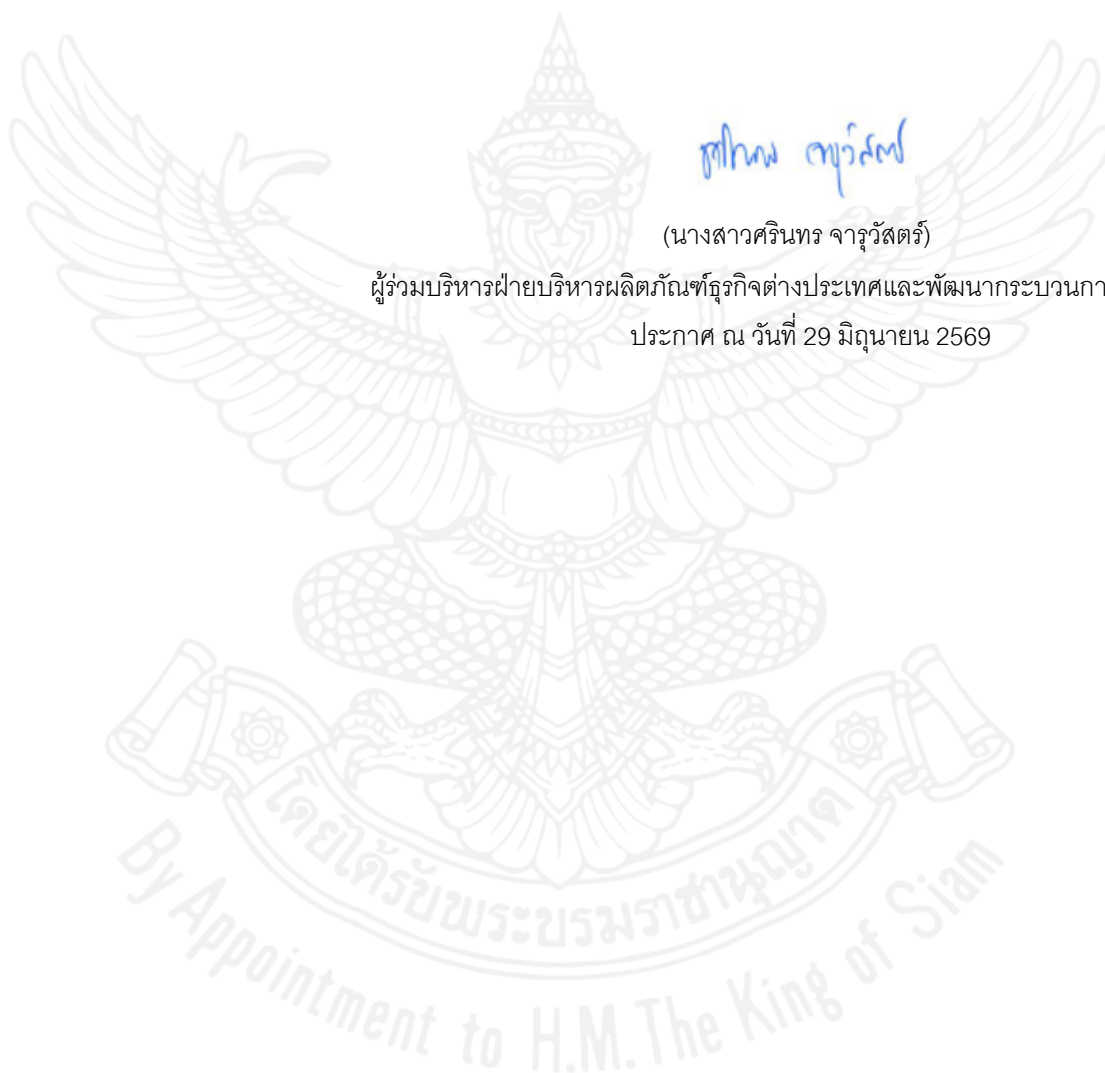 (นางสาวศรินทร จารุวัสตร์)
ผู้ร่วมบริหารฝ่ายบริหารผลิตภัณฑ์ธุรกิจต่างประเทศและพัฒนากระบวนกา
ประกาศ ณ วันที่ 29 มิถุนายน 2569
โดยได้รับพระบรมราชานุญาต
By Appointment to H.M. The King of Siam